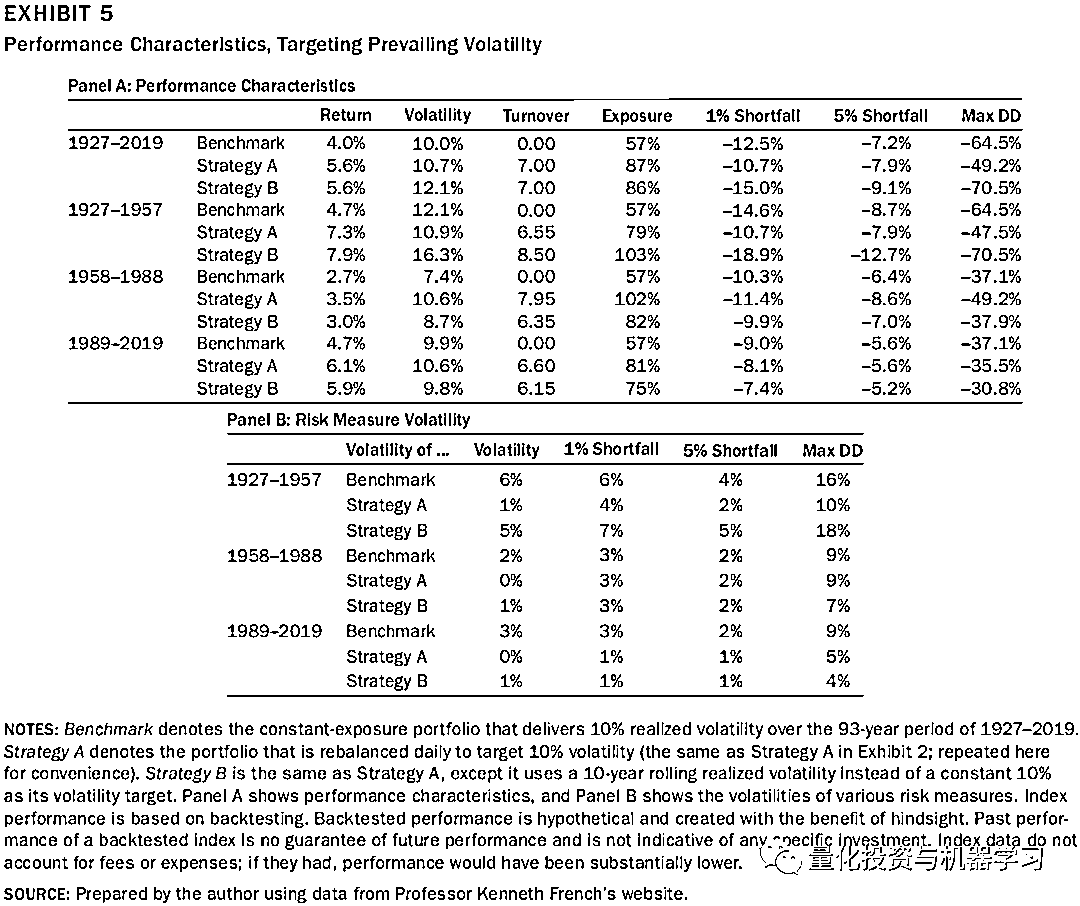 EXHIBIT 5
Performance Characteristics, Targeting Prevailing Volatility
Panel A: Performance Characteristics
Return Volatility Turnover Exposure 1% Shortfall 5% Shortfall Max DD
1927–2019 Benchmark 4.0% 10.0% 0.00 57% –12.5% –7.2% –64.5%
Strategy A 5.6% 10.7% 7.00 87% –10.7% –7.9% –49.2%
Strategy B 5.6% 12.1% 7.00 86% –15.0% –9.1% –70.5%
1927–1957 Benchmark 4.7% 12.1% 0.00 57% –14.6% –8.7% –64.5%
Strategy A 7.3% 10.9% 6.55 79% –10.7% –7.9% –47.5%
Strategy B 7.9% 16.3% 8.50 103% –18.9% –12.7% –70.5%
1958–1988 Benchmark 2.7% 7.4% 0.00 57% –10.3% –6.4% –37.1%
Strategy A 3.5% 10.6% 7.95 102% –11.4% –8.6% –49.2%
Strategy B 3.0% 8.7% 6.35 82% –9.9% –7.0% –37.9%
1989–2019 Benchmark 4.7% 9.9% 0.00 57% –9.0% –5.6% –37.1%
Strategy A 6.1% 10.6% 6.60 81% –8.1% –5.6% –35.5%
Strategy B 5.9% 9.8% 6.15 75% –7.4% –5.2% –30.8%
Panel B: Risk Measure Volatility
Volatility of ... Volatility 1% Shortfall 5% Shortfall Max DD
1927–1957 Benchmark 6% 6% 4% 16%
Strategy A 1% 4% 2% 10%
Strategy B 5% 7% 5% 18%
1958–1988 Benchmark 2% 3% 2% 9%
Strategy A 0% 3% 2% 9%
Strategy B 1% 3% 2% 7%
1989–2019 Benchmark 3% 3% 2% 9%
Strategy A 0% 1% 1% 5%
Strategy B 1% 1% 1% 4%
NOTES: Benchmark denotes the constant-exposure portfolio that delivers 10% realized volatility over the 93-year period of 1927–2019.
Strategy A denotes the portfolio that is rebalanced daily to target 10% volatility (the same as Strategy A in Exhibit 2; repeated here
for convenience). Strategy B is the same as Strategy A, except it uses a 10-year rolling realized volatility instead of a constant 10%
as its volatility target. Panel A shows performance characteristics, and Panel B shows the volatilities of various risk measures. Index
performance is based on backtesting. Backtested performance is hypothetical and created with the benefit of hindsight. Past perfor-
mance of a backtested index is no guarantee of future performance and is not indicative of any specific investment. Index data do not
account for fees or expenses; if they had, performance would have been substantially lower.
量化投资与机器学习
SOURCE: Prepared by the author using data from Professor Kenneth French's website.